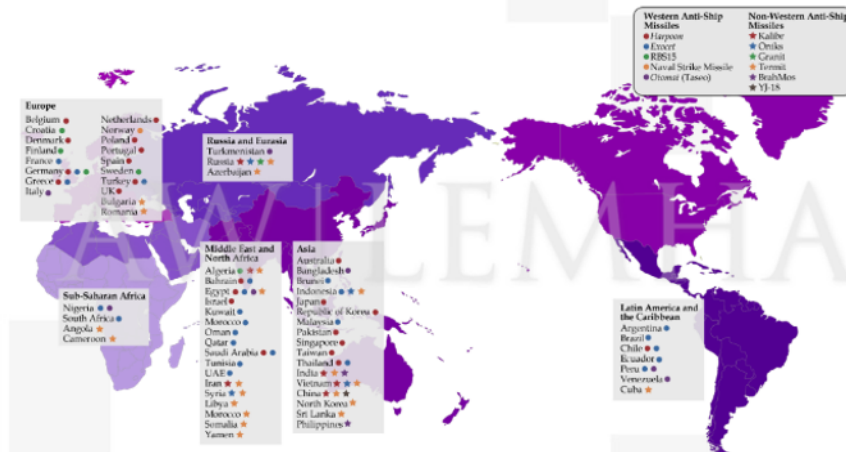 Western Anti-Ship
Missiles
Harpoon
Exocet
RBS15
Naval Strike Missile
Otomat (Taseo)
Non-Western Anti-Ship
Missiles
Kalibr
Oniks
Granit
Termit
BrahMos
YJ-18
Europe
Belgium
Croatia
Denmark
Finland
France
Germany
Greece
Italy
Netherlands
Norway
Poland
Portugal
Spain
Sweden
Turkey
UK
Bulgaria
Romania
Russia and Eurasia
Turkmenistan
Russia
Azerbaijan
Sub-Saharan Africa
Nigeria
South Africa
Angola
Cameroon
Middle East and
North Africa
Algeria
Bahrain
Egypt
Israel
Kuwait
Morocco
Oman
Qatar
Saudi Arabia
Tunisia
UAE
Iran
Syria
Libya
Morocco
Somalia
Yemen
Asia
Australia
Bangladesh
Brunei
Indonesia
Japan
Republic of Korea
Malaysia
Pakistan
Singapore
Taiwan
Thailand
India
Vietnam
China
North Korea
Sri Lanka
Philippines
Latin America and
the Caribbean
Argentina
Brazil
Chile
Ecuador
Peru
Venezuela
Cuba
AWILEMHA